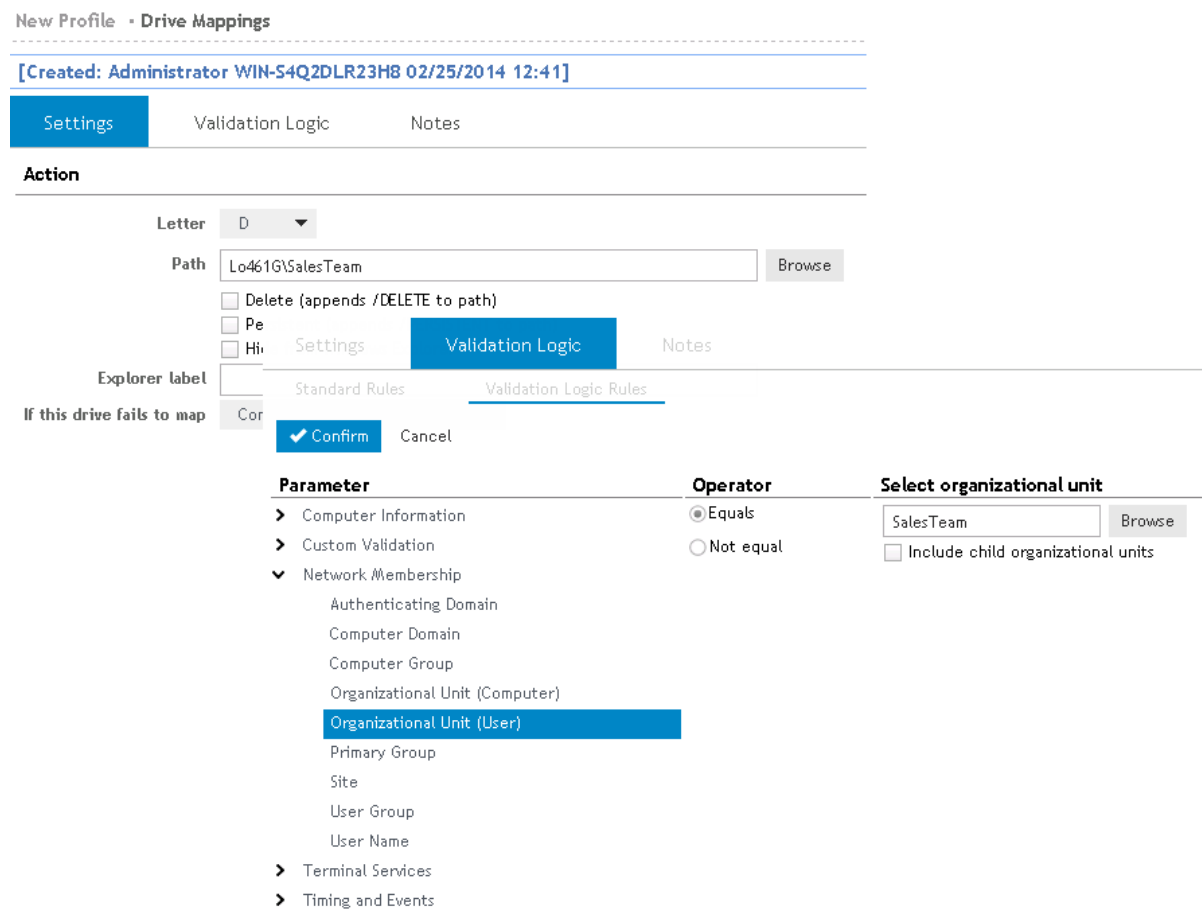 New Profile • Drive Mappings
[Created: Administrator WIN-S4Q2DLR23H8 02/25/2014 12:41]
Settings Validation Logic Notes
Action
Letter D
Path Lo461G\SalesTeam Browse
Delete (appends /DELETE to path)
Pe
Hi
Explorer label
If this drive fails to map Con
Settings Validation Logic Notes
Standard Rules Validation Logic Rules
Confirm Cancel
Parameter Operator Select organizational unit
Computer Information Equals SalesTeam Browse
Custom Validation Not equal Include child organizational units
Network Membership
Authenticating Domain
Computer Domain
Computer Group
Organizational Unit (Computer)
Organizational Unit (User)
Primary Group
Site
User Group
User Name
Terminal Services
Timing and Events